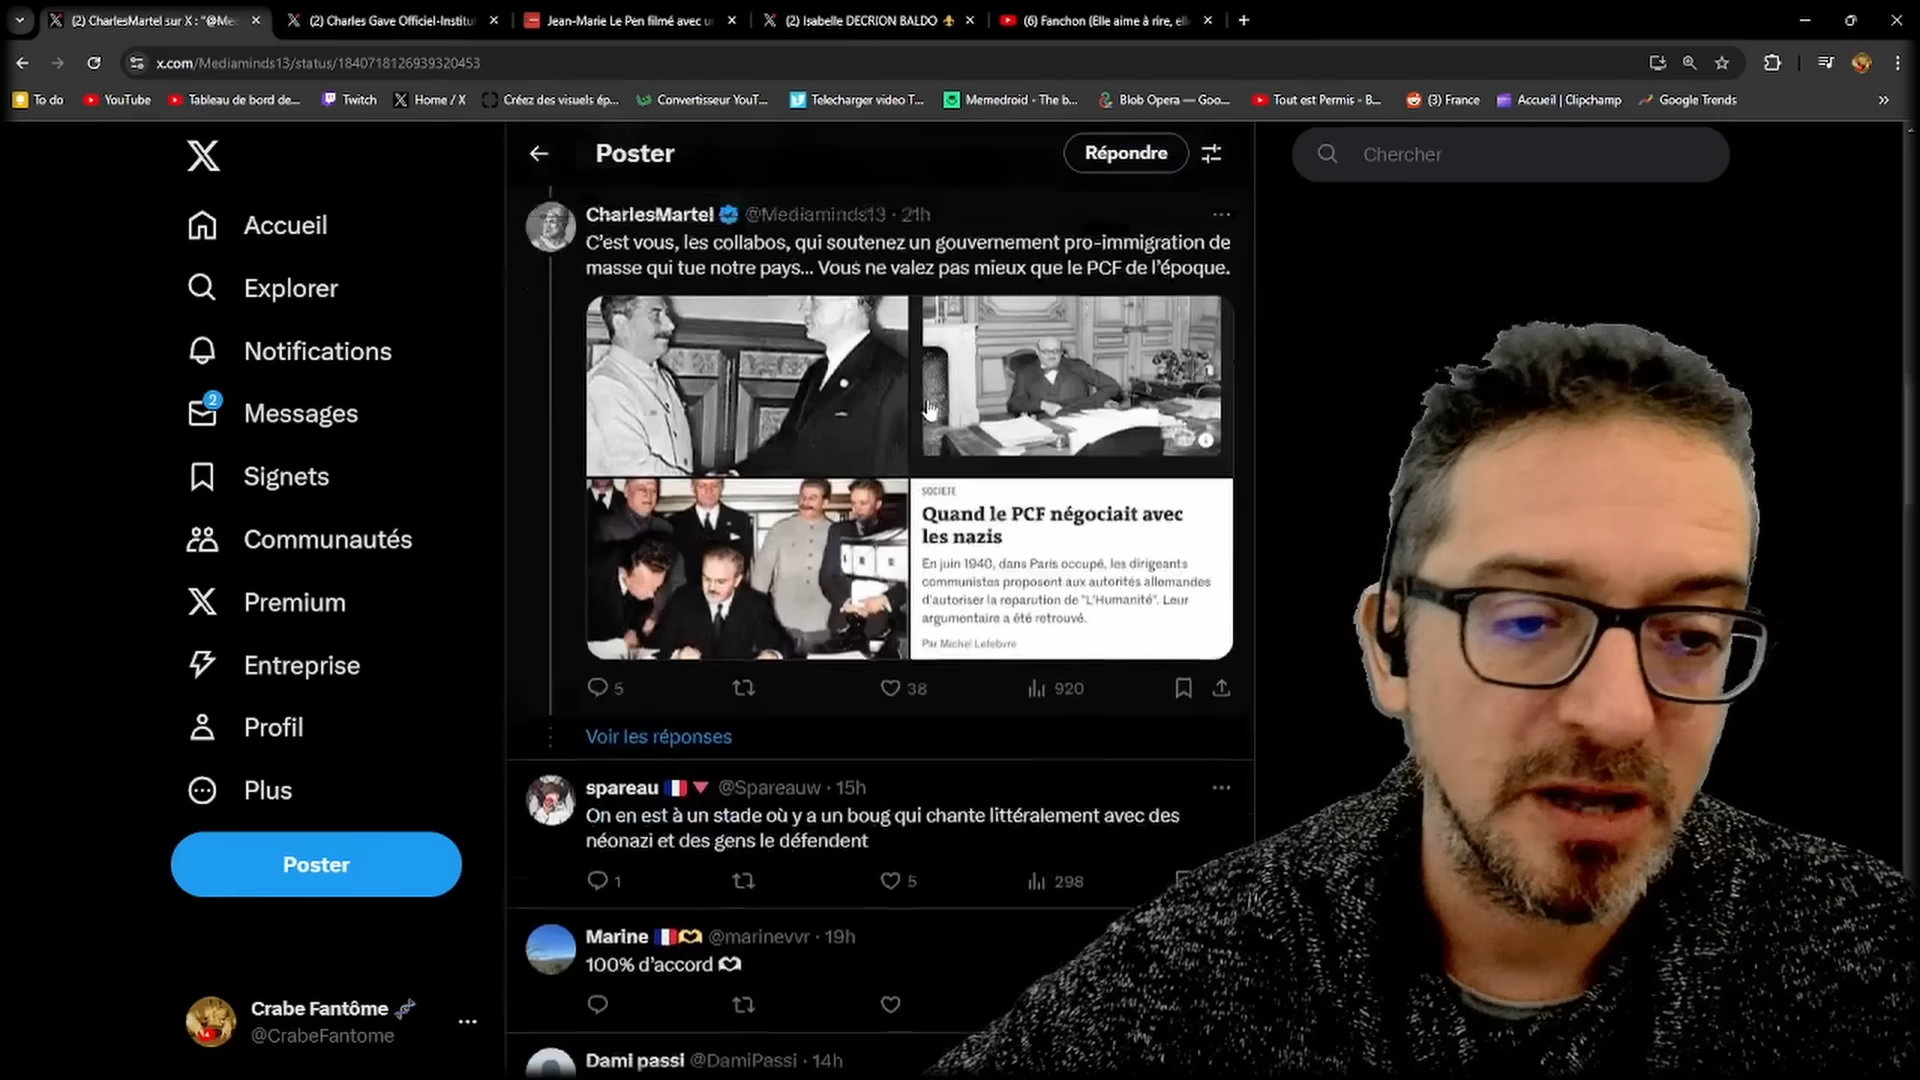 (2) CharlesMartel sur X : "@Me
(2) Charles Gave Officiel-Institut
Jean-Marie Le Pen filmé avec u
(2) Isabelle DECRION BALDO
(6) Fanchon (Elle aime à rire, ell
x.com/Mediaminds13/status/1840718126939320453
To do
YouTube
Tableau de bord de...
Twitch
Home / X
Créez des visuels ép...
Convertisseur YouT...
Telecharger video T...
Memedroid - The b...
Blob Opera — Goo...
Tout est Permis - B...
(3) France
Accueil | Clipchamp
Google Trends
Accueil
Explorer
Notifications
2
Messages
Signets
Communautés
Premium
Entreprise
Profil
Plus
Poster
Crabe Fantôme
@CrabeFantome
Poster
Répondre
Chercher
CharlesMartel @Mediaminds13 · 21h
C'est vous, les collabos, qui soutenez un gouvernement pro-immigration de
masse qui tue notre pays... Vous ne valez pas mieux que le PCF de l'époque.
SOCIETE
Quand le PCF négociait avec
les nazis
En juin 1940, dans Paris occupé, les dirigeants
communistes proposent aux autorités allemandes
d'autoriser la reparution de "L'Humanité". Leur
argumentaire a été retrouvé.
Par Michel Lefebvre
5
38
920
Voir les réponses
spareau @Spareauw · 15h
On en est à un stade où y a un boug qui chante littéralement avec des
néonazi et des gens le défendent
1
5
298
Marine @marinevvr · 19h
100% d'accord
Dami passi @DamiPassi · 14h